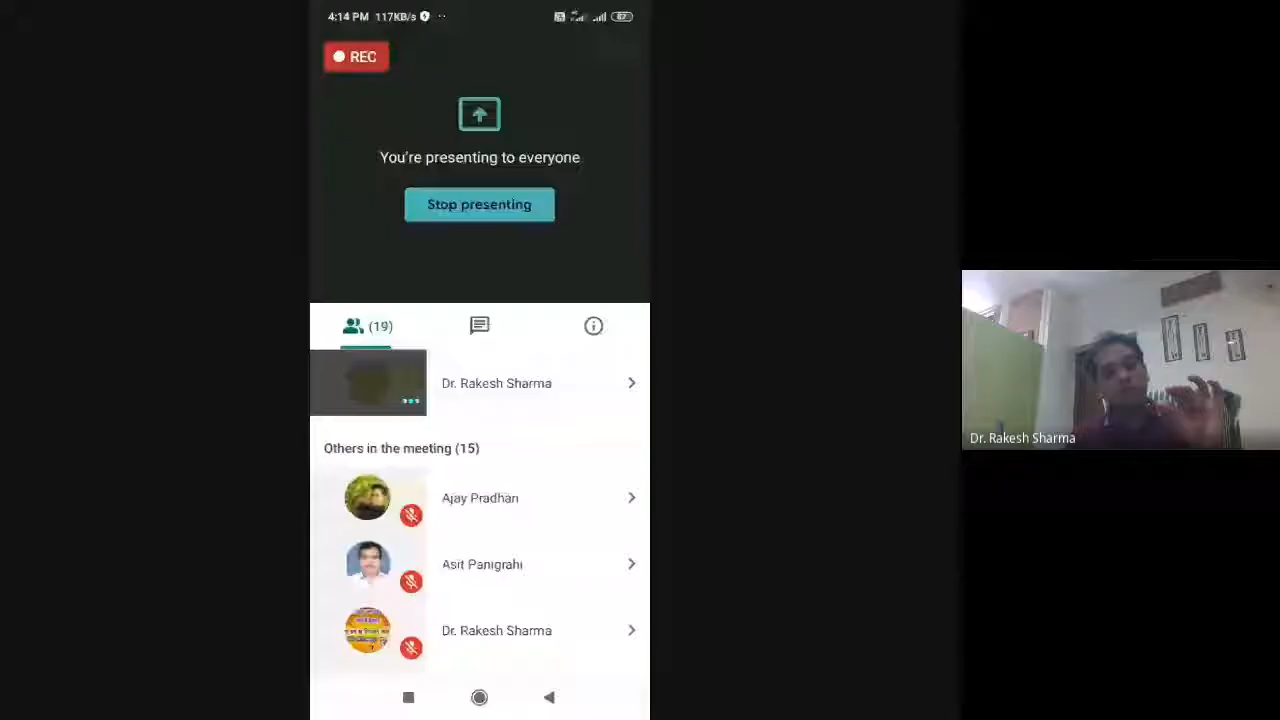 4:14 PM 117KB/s
REC
You're presenting to everyone
Stop presenting
(19)
Dr. Rakesh Sharma
Others in the meeting (15)
Ajay Pradhan
Asit Panigrahi
Dr. Rakesh Sharma
Dr. Rakesh Sharma